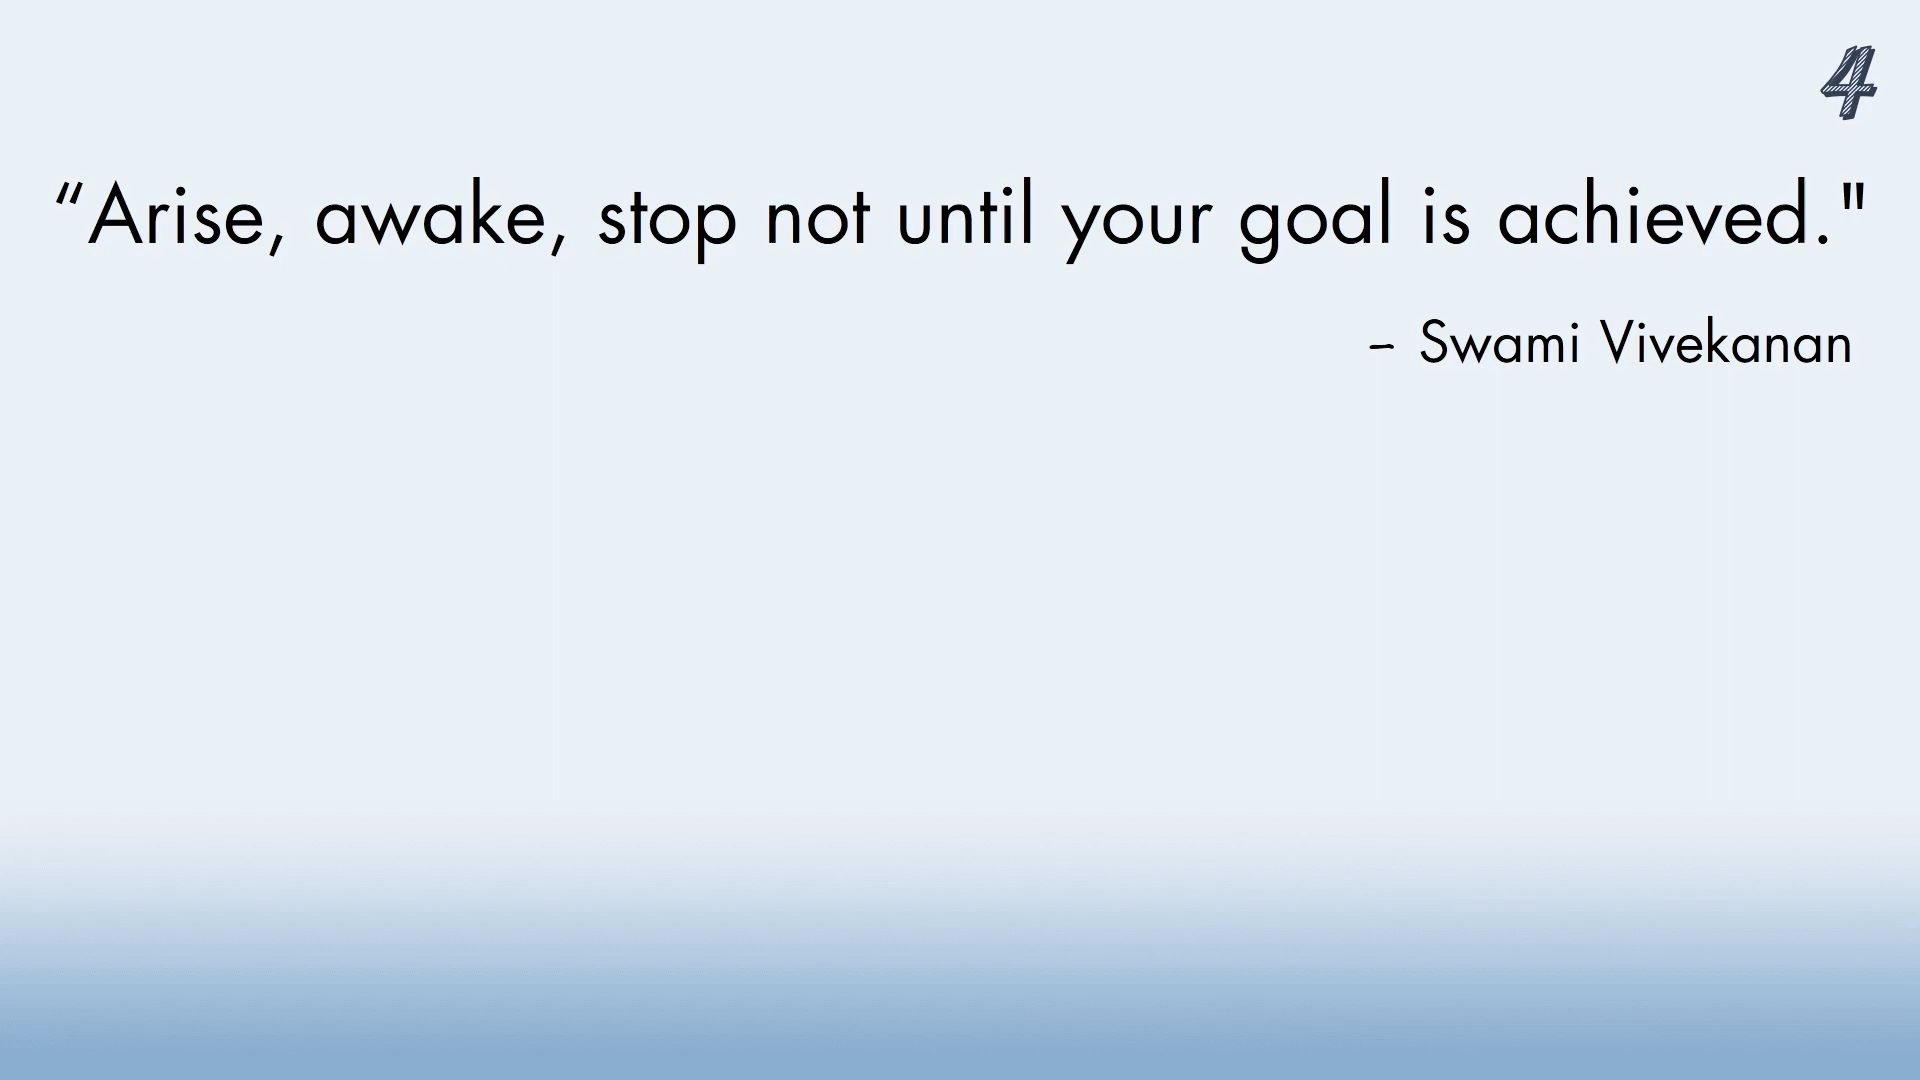 4
“Arise, awake, stop not until your goal is achieved."
– Swami Vivekanan